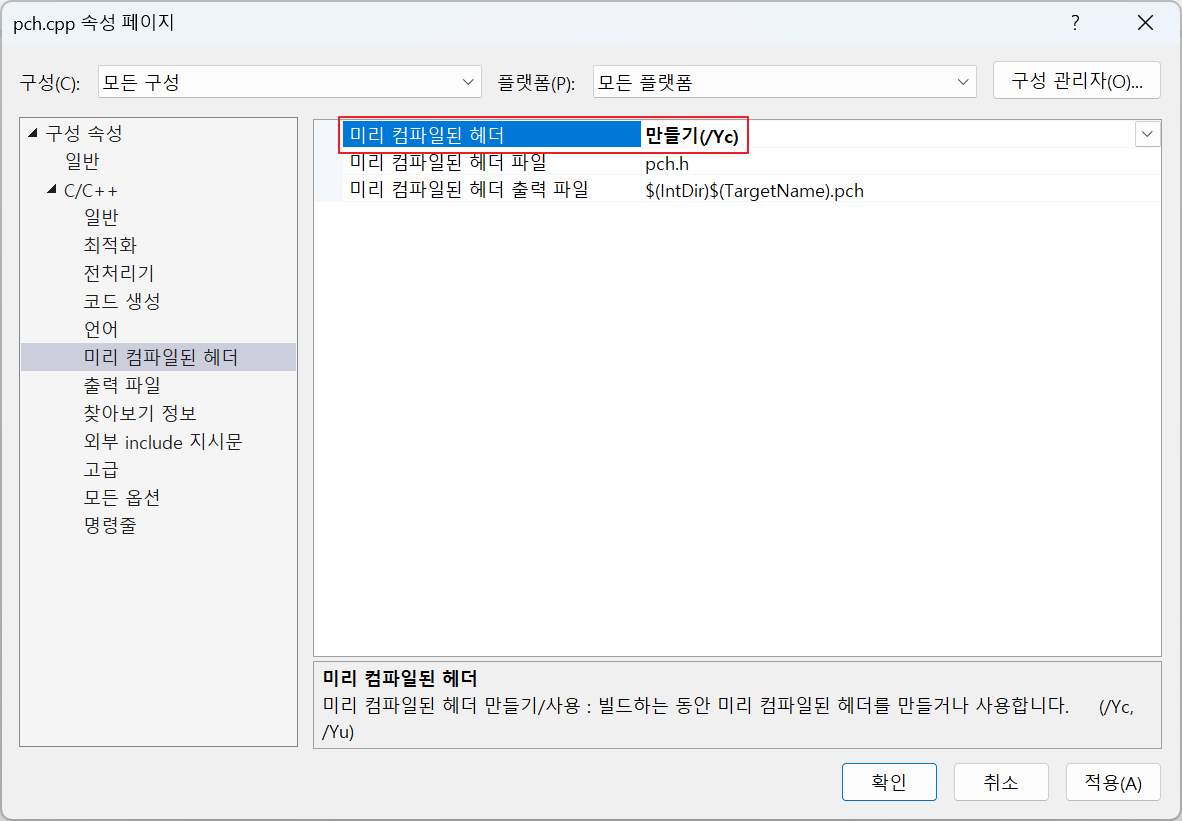 pch.cpp 속성 페이지
?
구성(C): 모든 구성 플랫폼(P): 모든 플랫폼 구성 관리자(O)...
구성 속성
일반
C/C++
일반
최적화
전처리기
코드 생성
언어
미리 컴파일된 헤더
출력 파일
찾아보기 정보
외부 include 지시문
고급
모든 옵션
명령줄
미리 컴파일된 헤더 만들기(/Yc)
미리 컴파일된 헤더 파일 pch.h
미리 컴파일된 헤더 출력 파일 $(IntDir)$(TargetName).pch
미리 컴파일된 헤더
미리 컴파일된 헤더 만들기/사용 : 빌드하는 동안 미리 컴파일된 헤더를 만들거나 사용합니다. (/Yc,
/Yu)
확인 취소 적용(A)